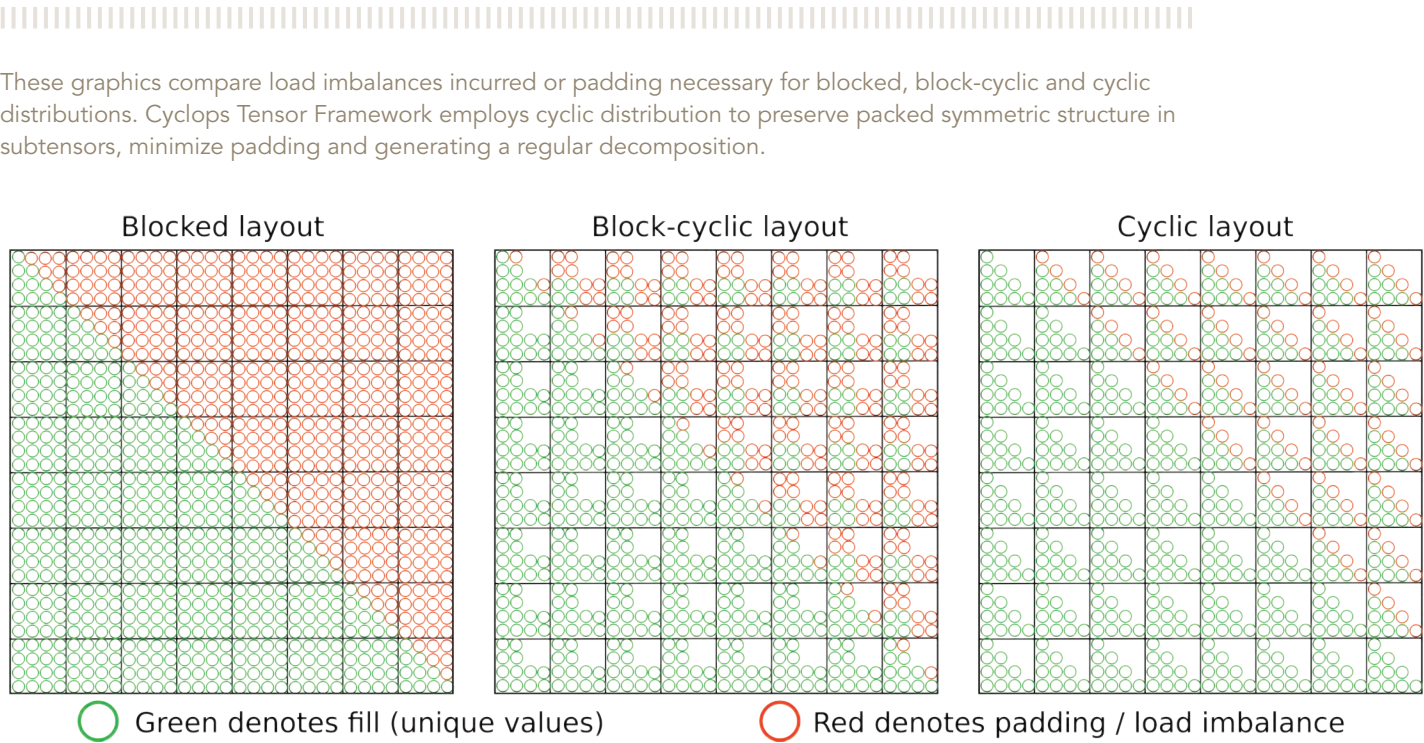 These graphics compare load imbalances incurred or padding necessary for blocked, block-cyclic and cyclic
distributions. Cyclops Tensor Framework employs cyclic distribution to preserve packed symmetric structure in
subtensors, minimize padding and generating a regular decomposition.
Blocked layout
Block-cyclic layout
Cyclic layout
Green denotes fill (unique values)
Red denotes padding / load imbalance